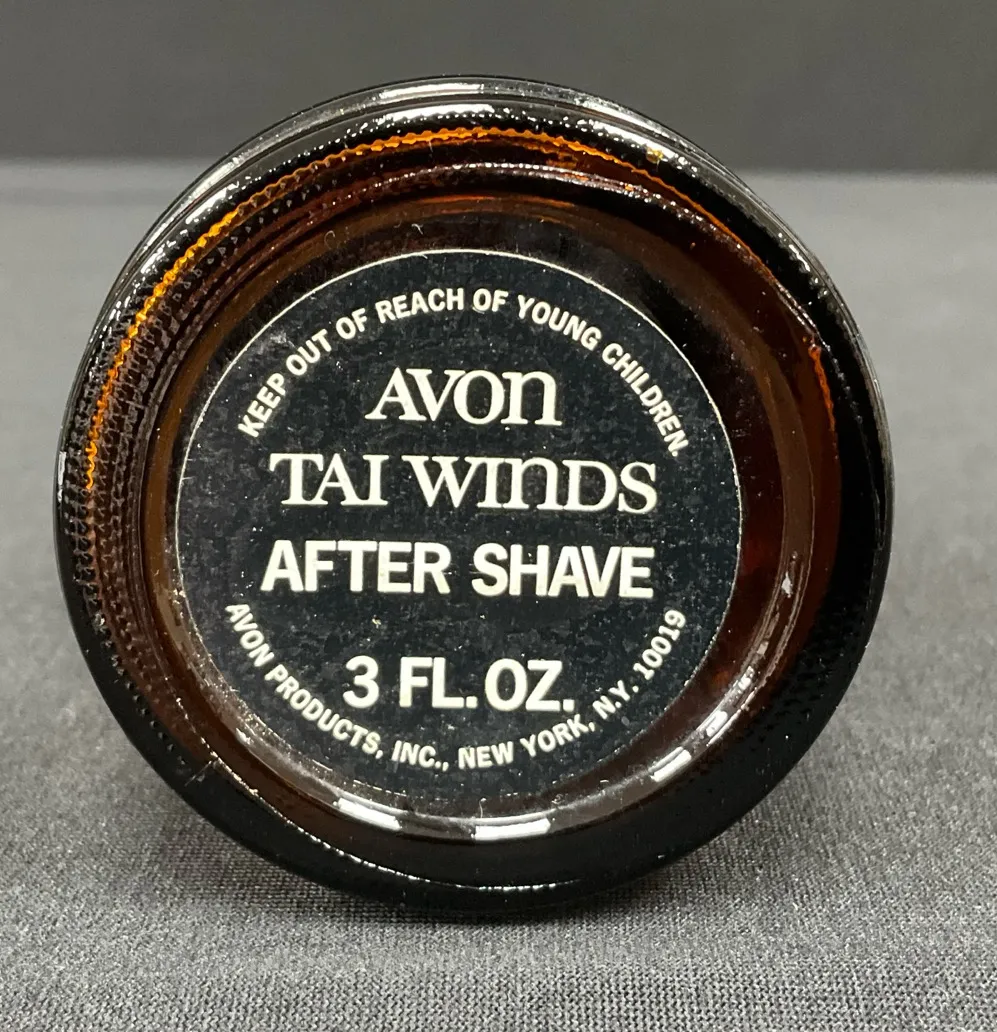 KEEP OUT OF REACH OF YOUNG CHILDREN.
AVON
TAI WINDS
AFTER SHAVE
3 FL. OZ.
AVON PRODUCTS, INC., NEW YORK, N.Y. 10019